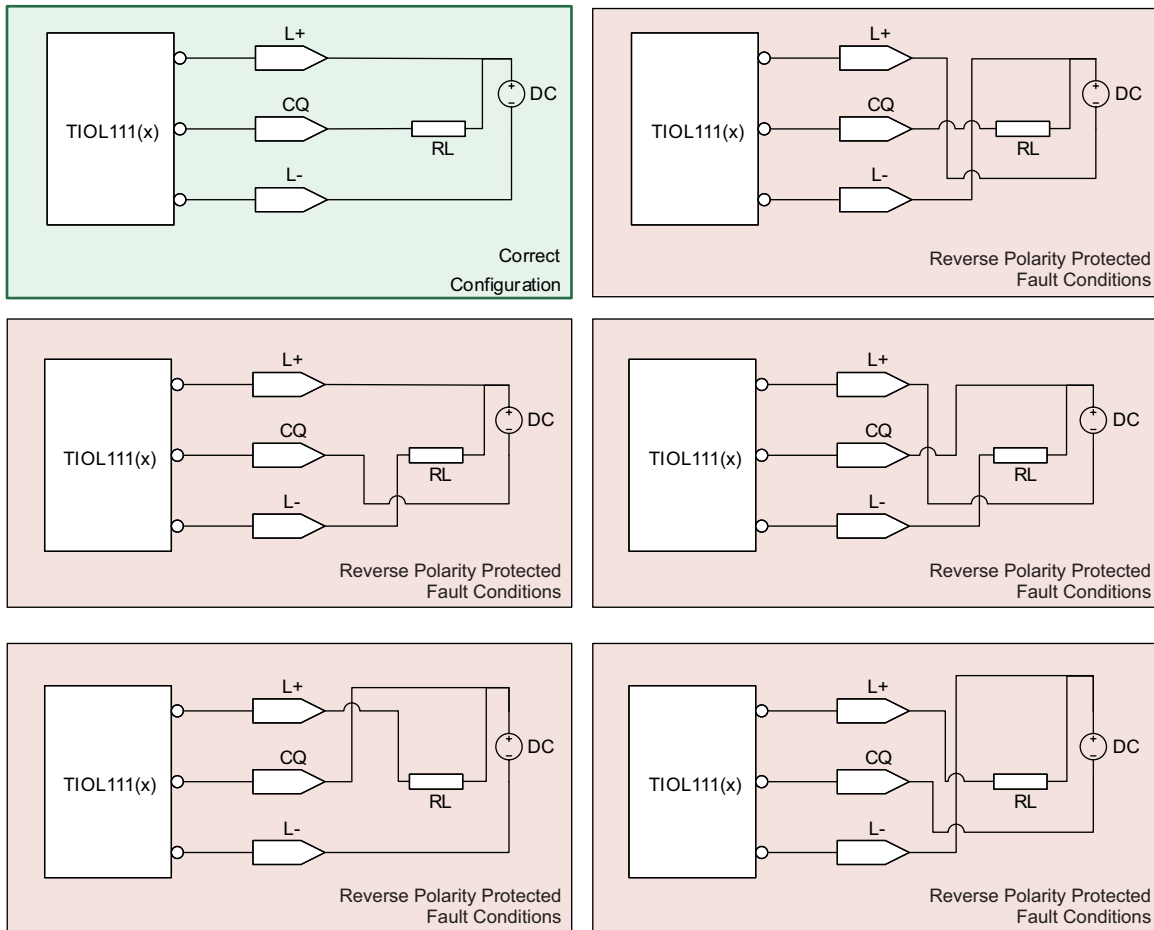 L+
CQ
TIOL111(x)
RL
L-
+
−
DC
Correct
Configuration
L+
CQ
TIOL111(x)
RL
L-
+
−
DC
Reverse Polarity Protected
Fault Conditions
L+
CQ
TIOL111(x)
RL
L-
+
−
DC
Reverse Polarity Protected
Fault Conditions
L+
CQ
TIOL111(x)
RL
L-
+
−
DC
Reverse Polarity Protected
Fault Conditions
L+
CQ
TIOL111(x)
RL
L-
+
−
DC
Reverse Polarity Protected
Fault Conditions
L+
CQ
TIOL111(x)
RL
L-
+
−
DC
Reverse Polarity Protected
Fault Conditions